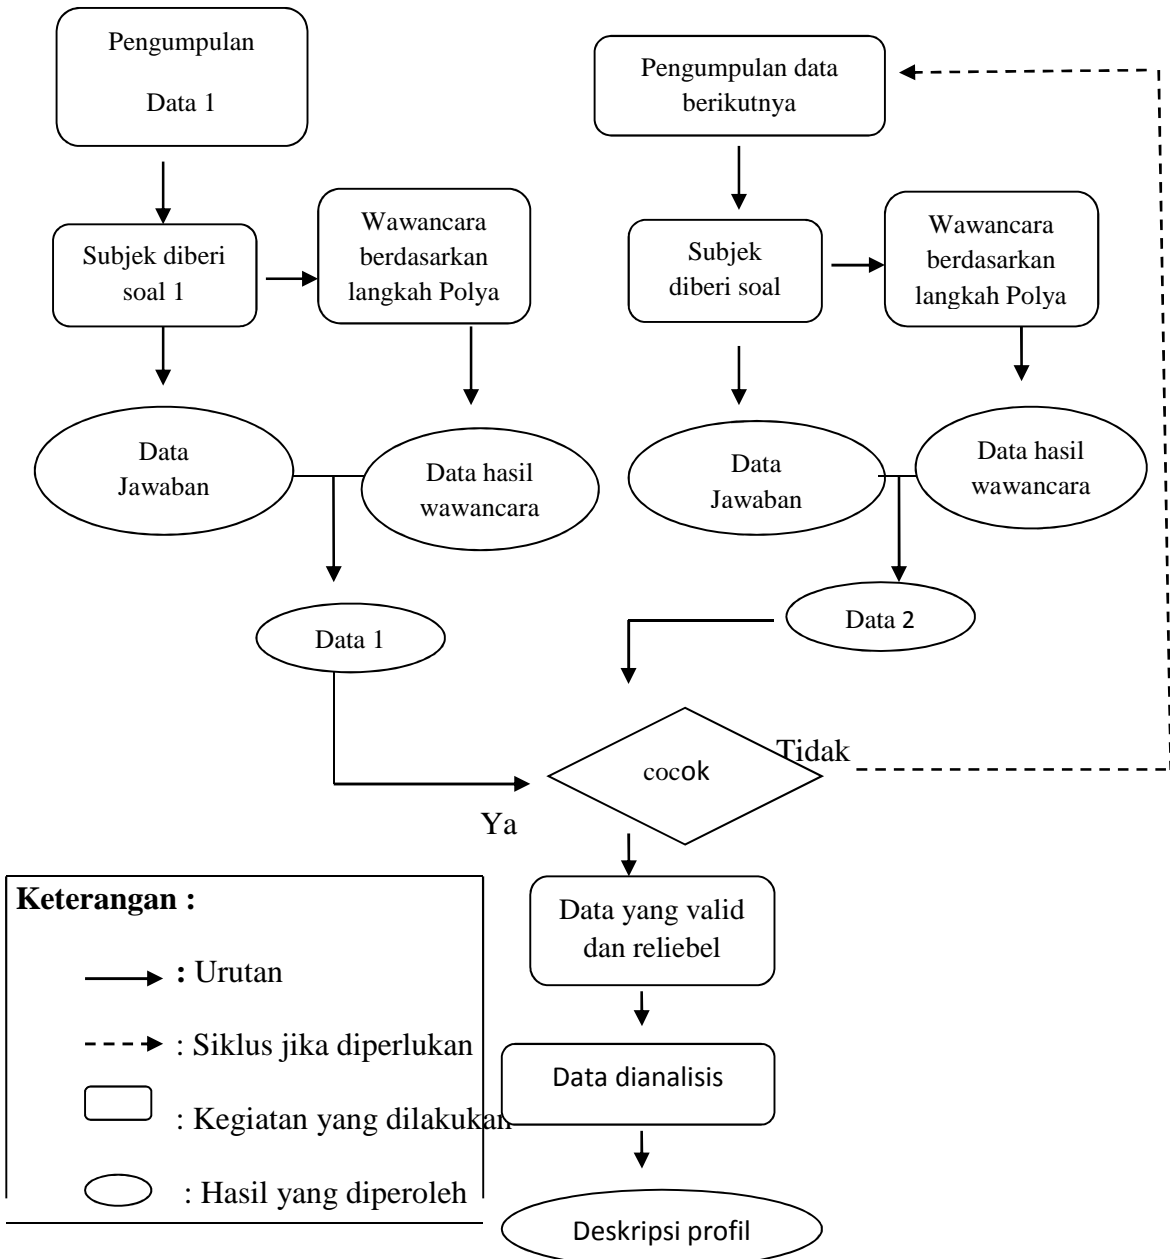 Pengumpulan
Data 1
Pengumpulan data
berikutnya
Subjek diberi
soal 1
Wawancara
berdasarkan
langkah Polya
Subjek
diberi soal
Wawancara
berdasarkan
langkah Polya
Data
Jawaban
Data hasil
wawancara
Data
Jawaban
Data hasil
wawancara
Data 1
Data 2
cocok
Tidak
Ya
Data yang valid
dan reliebel
Data dianalisis
Deskripsi profil
Keterangan :
: Urutan
: Siklus jika diperlukan
: Kegiatan yang dilakukan
: Hasil yang diperoleh